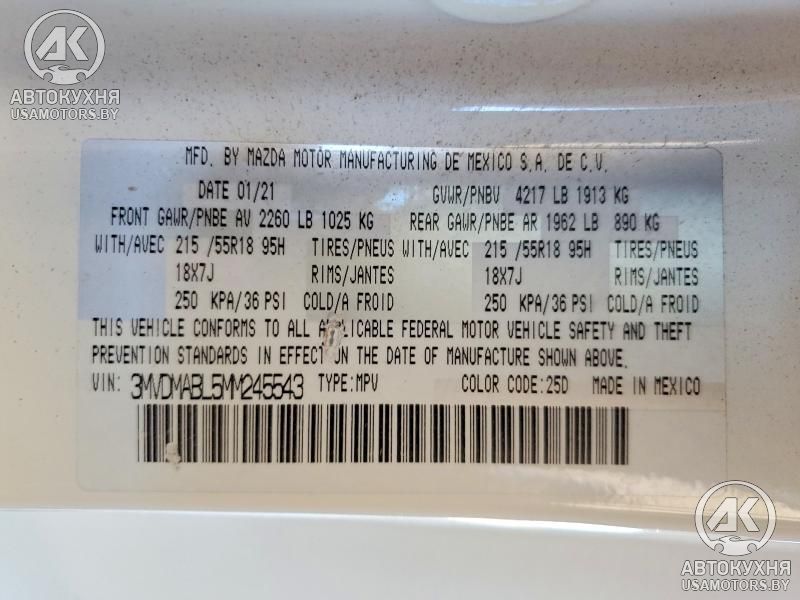 AK
АВТОКУХНЯ
USAMOTORS.BY
MFD. BY MAZDA MOTOR MANUFACTURING DE MEXICO S.A. DE C.V.
DATE 01/21 GVWR/PNBV 4217 LB 1913 KG
FRONT GAWR/PNBE AV 2260 LB 1025 KG REAR GAWR/PNBE AR 1962 LB 890 KG
WITH/AVEC 215 /55R18 95H TIRES/PNEUS WITH/AVEC 215 /55R18 95H TIRES/PNEUS
18X7J RIMS/JANTES 18X7J RIMS/JANTES
250 KPA/36 PSI COLD/A FROID 250 KPA/36 PSI COLD/A FROID
THIS VEHICLE CONFORMS TO ALL APPLICABLE FEDERAL MOTOR VEHICLE SAFETY AND THEFT
PREVENTION STANDARDS IN EFFECT ON THE DATE OF MANUFACTURE SHOWN ABOVE.
VIN: 3MVDMABL5MM245543 TYPE:MPV COLOR CODE:25D MADE IN MEXICO
AK
АВТОКУХНЯ
USAMOTORS.BY